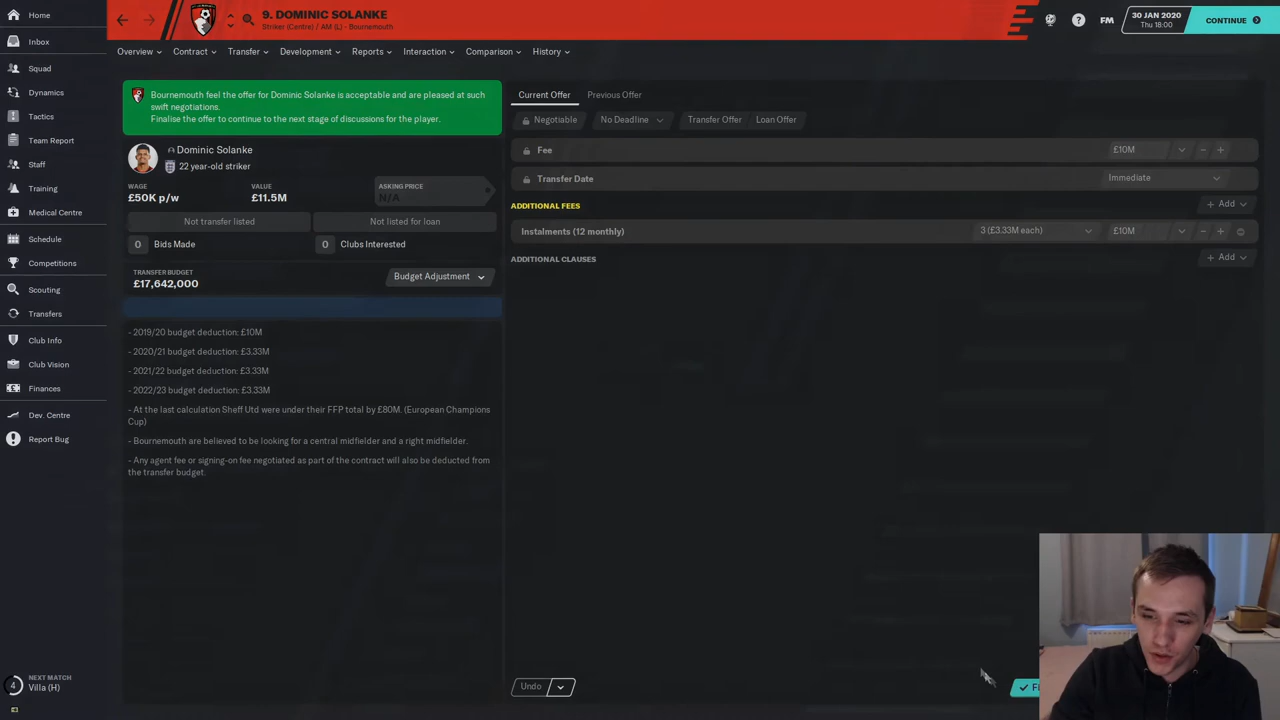 Home
Inbox
Squad
Dynamics
Tactics
Team Report
Staff
Training
Medical Centre
Schedule
Competitions
Scouting
Transfers
Club Info
Club Vision
Finances
Dev. Centre
Report Bug
4
NEXT MATCH
Villa (H)
9. DOMINIC SOLANKE
Striker (Centre) / AM (L) - Bournemouth
FM
30 JAN 2020
Thu 18:00
CONTINUE
Overview
Contract
Transfer
Development
Reports
Interaction
Comparison
History
Bournemouth feel the offer for Dominic Solanke is acceptable and are pleased at such
swift negotiations.
Finalise the offer to continue to the next stage of discussions for the player.
Dominic Solanke
22 year-old striker
WAGE
£50K p/w
VALUE
£11.5M
ASKING PRICE
N/A
Not transfer listed
Not listed for loan
0 Bids Made
0 Clubs Interested
TRANSFER BUDGET
£17,642,000
Budget Adjustment
- 2019/20 budget deduction: £10M
- 2020/21 budget deduction: £3.33M
- 2021/22 budget deduction: £3.33M
- 2022/23 budget deduction: £3.33M
- At the last calculation Sheff Utd were under their FFP total by £80M. (European Champions
Cup)
- Bournemouth are believed to be looking for a central midfielder and a right midfielder.
- Any agent fee or signing-on fee negotiated as part of the contract will also be deducted from
the transfer budget.
Current Offer
Previous Offer
Negotiable
No Deadline
Transfer Offer
Loan Offer
Fee
£10M
Transfer Date
Immediate
ADDITIONAL FEES
Add
Instalments (12 monthly)
3 (£3.33M each)
£10M
ADDITIONAL CLAUSES
Add
Undo